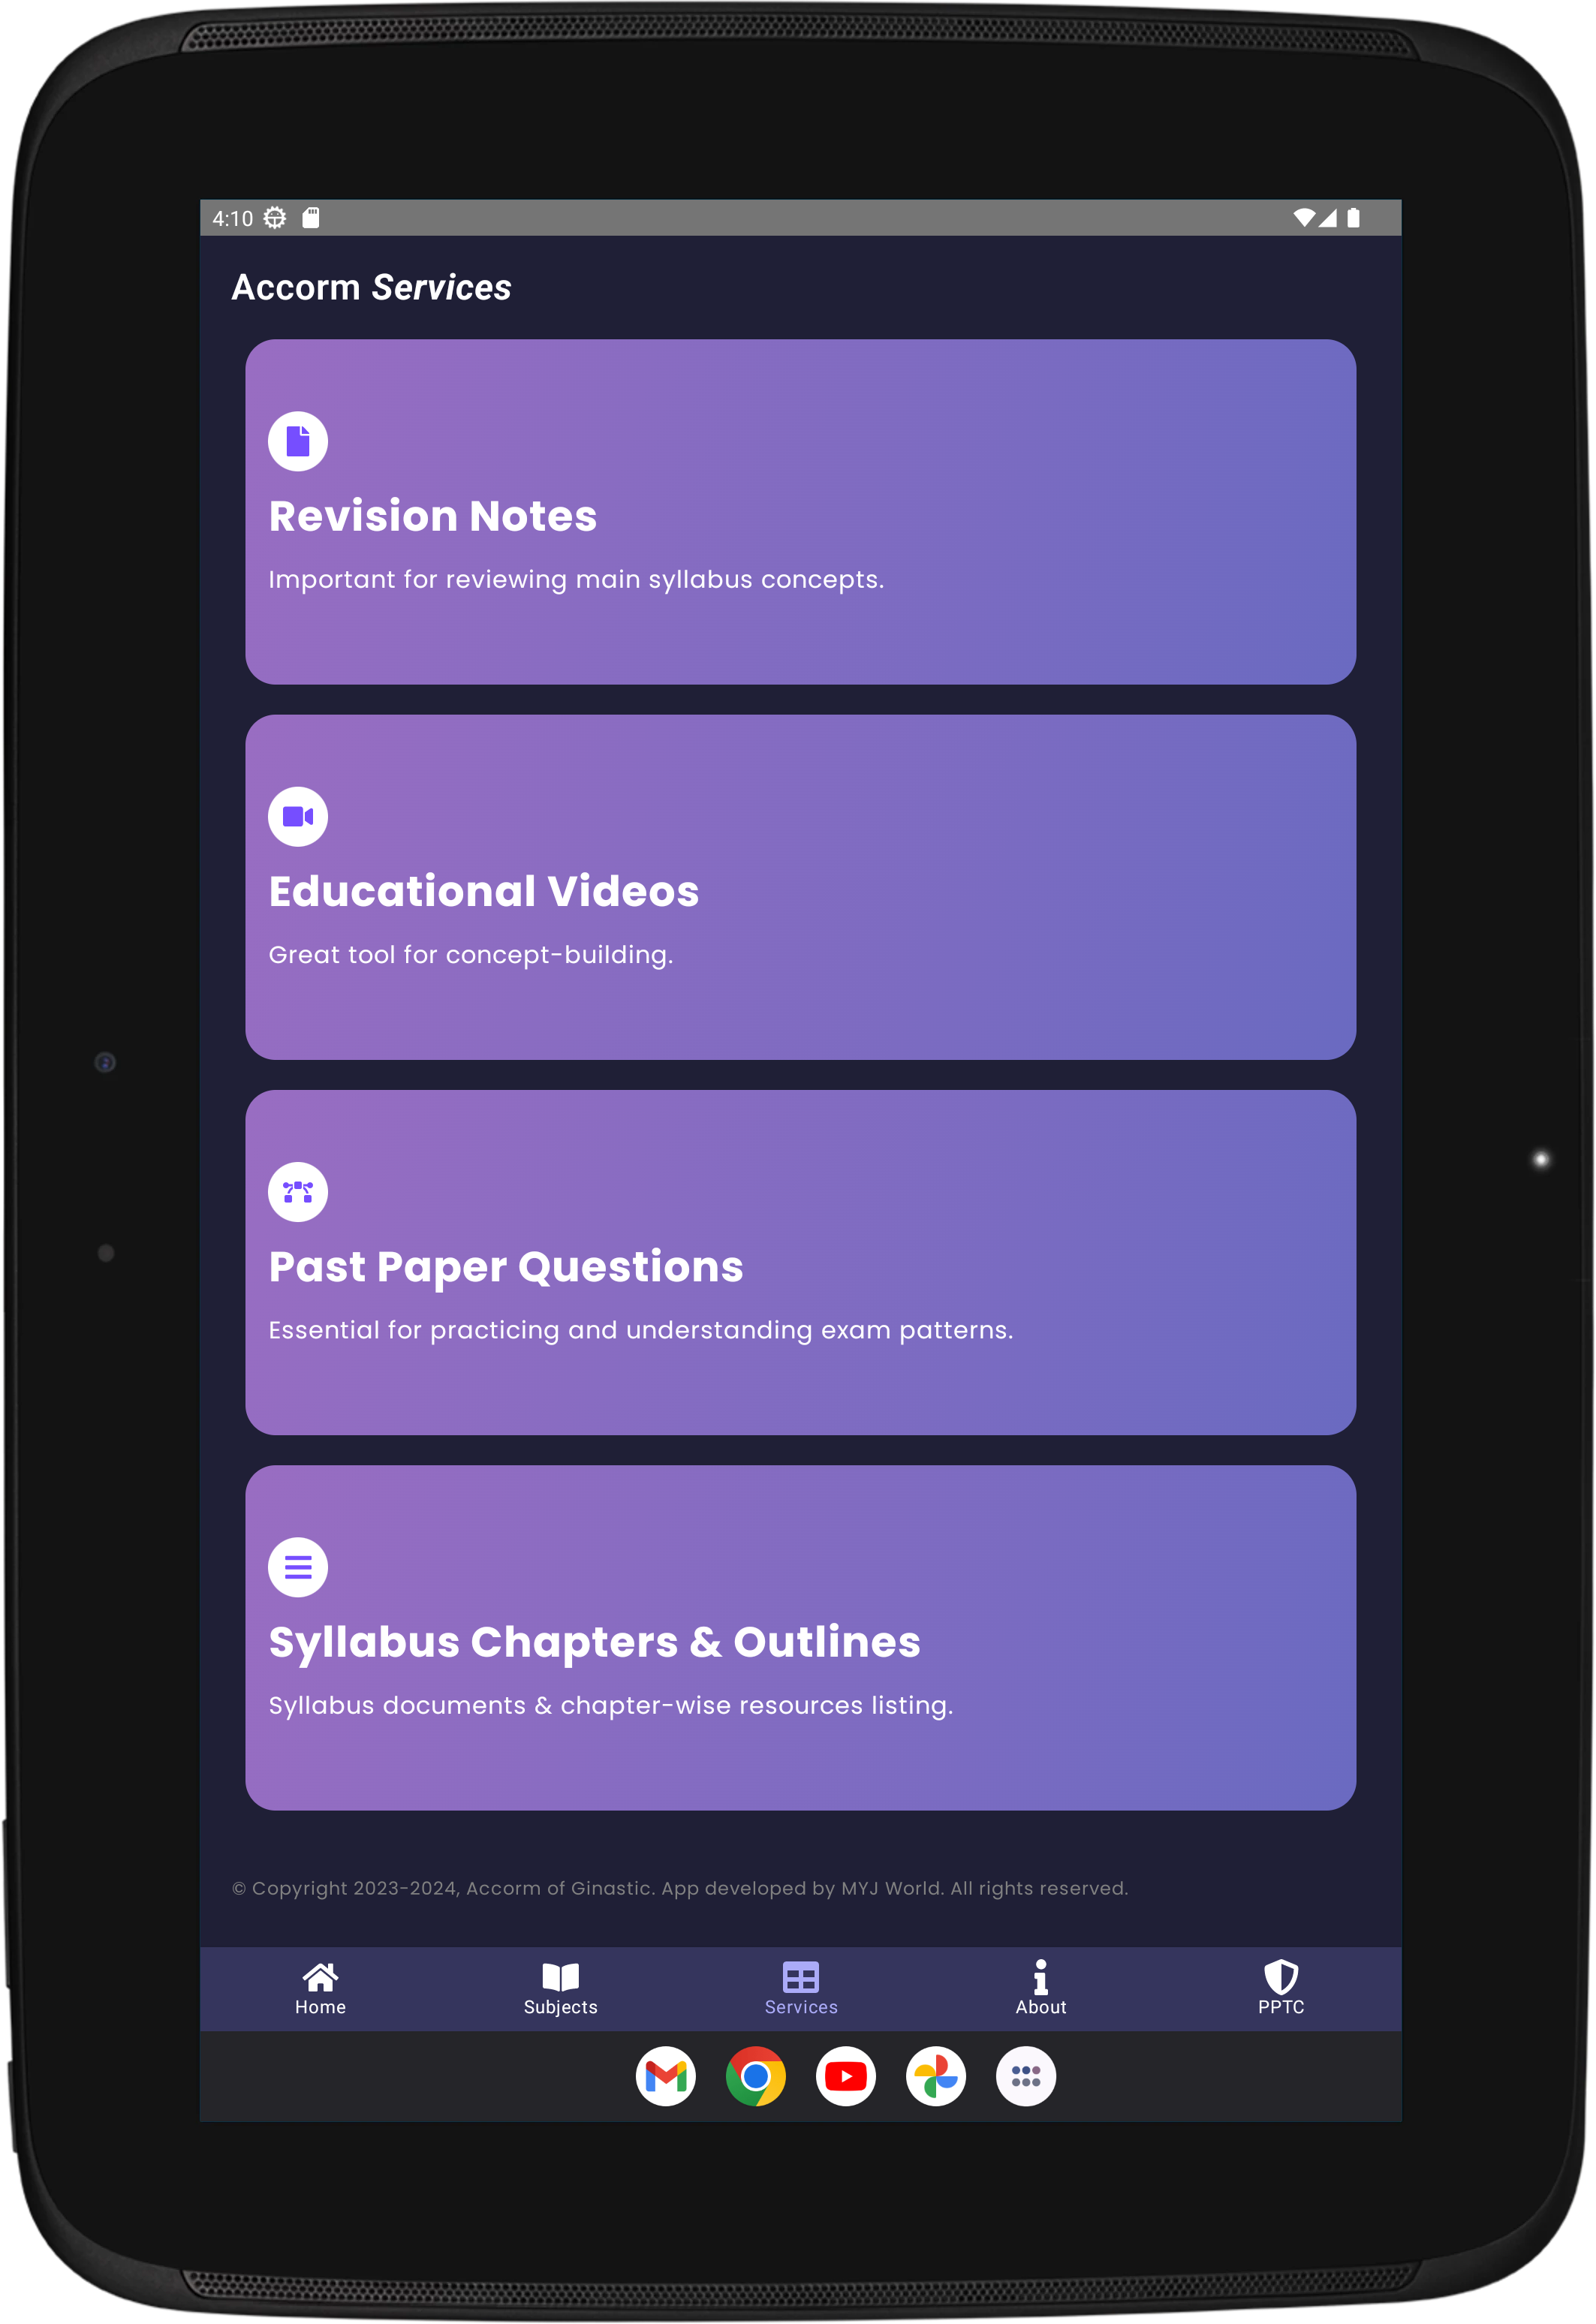 4:10
Accorm Services
Revision Notes
Important for reviewing main syllabus concepts.
Educational Videos
Great tool for concept-building.
Past Paper Questions
Essential for practicing and understanding exam patterns.
Syllabus Chapters & Outlines
Syllabus documents & chapter-wise resources listing.
© Copyright 2023-2024, Accorm of Ginastic. App developed by MYJ World. All rights reserved.
Home Subjects Services About PPTC